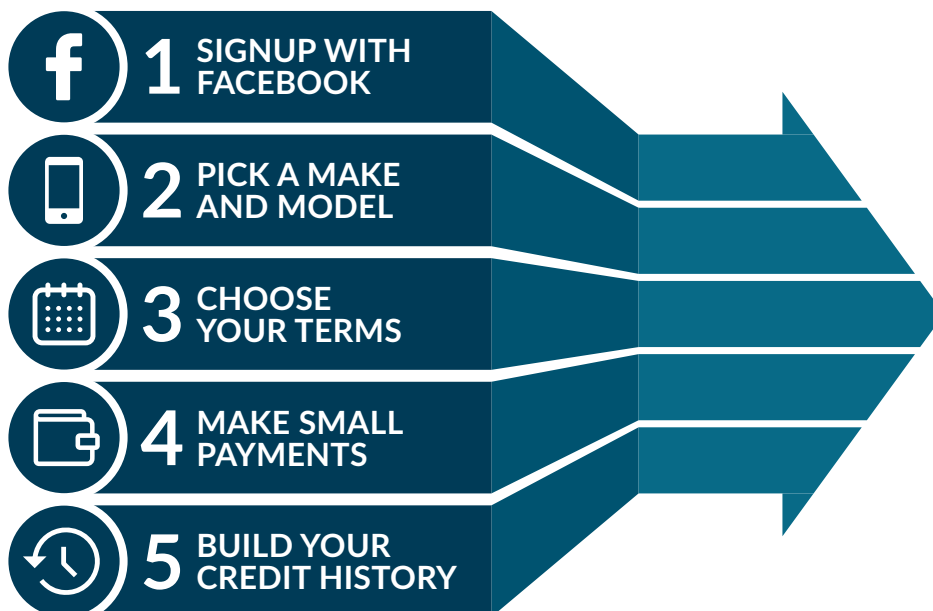 1 SIGNUP WITH
FACEBOOK
2 PICK A MAKE
AND MODEL
3 CHOOSE
YOUR TERMS
4 MAKE SMALL
PAYMENTS
5 BUILD YOUR
CREDIT HISTORY